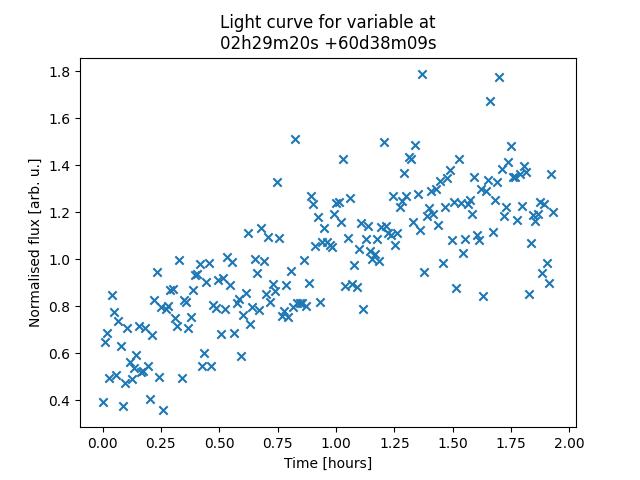 Light curve for variable at
02h29m20s +60d38m09s
1.8
1.6
1.4
1.2
1.0
0.8
0.6
0.4
Normalised flux [arb. u.]
0.00 0.25 0.50 0.75 1.00 1.25 1.50 1.75 2.00
Time [hours]